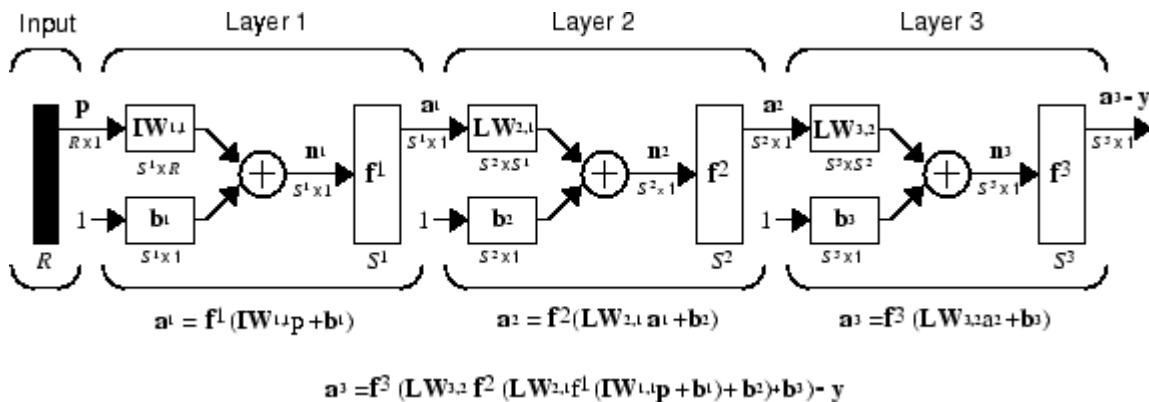 Input Layer 1 Layer 2 Layer 3
p a¹ a² a³ - y
IW¹,¹ LW²,¹ LW³,²
R x 1 n¹ S¹ x 1 n² S² x 1 n³ S³ x 1
S¹ x R f¹ S² x S¹ f² S³ x S² f³
S¹ x 1 S² x 1 S³ x 1
1 b¹ 1 b² 1 b³
S¹ x 1 S² x 1 S³ x 1
R S¹ S² S³
a¹ = f¹ (IW¹,¹p + b¹) a² = f² (LW²,¹ a¹ + b²) a³ = f³ (LW³,² a² + b³)
a³ = f³ (LW³,² f² (LW²,¹f¹ (IW¹,¹p + b¹) + b²) + b³) - y